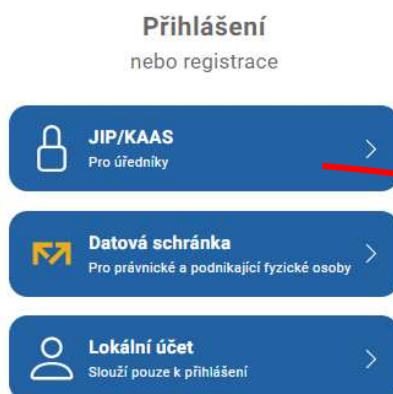 Přihlášení
nebo registrace
JIP/KAAS
Pro úředníky
Datová schránka
Pro právnické a podnikající fyzické osoby
Lokální účet
Slouží pouze k přihlášení